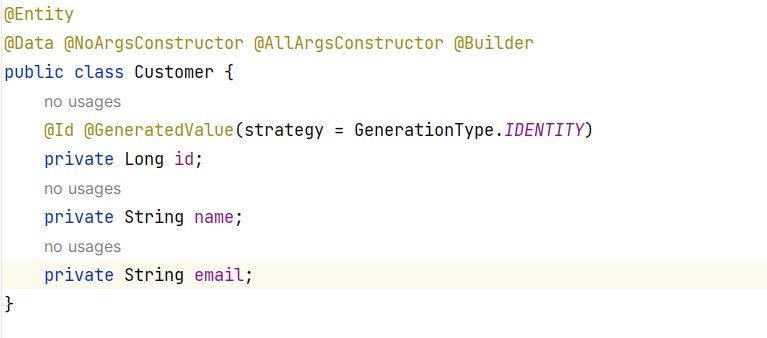 @Entity
@Data @NoArgsConstructor @AllArgsConstructor @Builder
public class Customer {
no usages
@Id @GeneratedValue(strategy = GenerationType.IDENTITY)
private Long id;
no usages
private String name;
no usages
private String email;
}